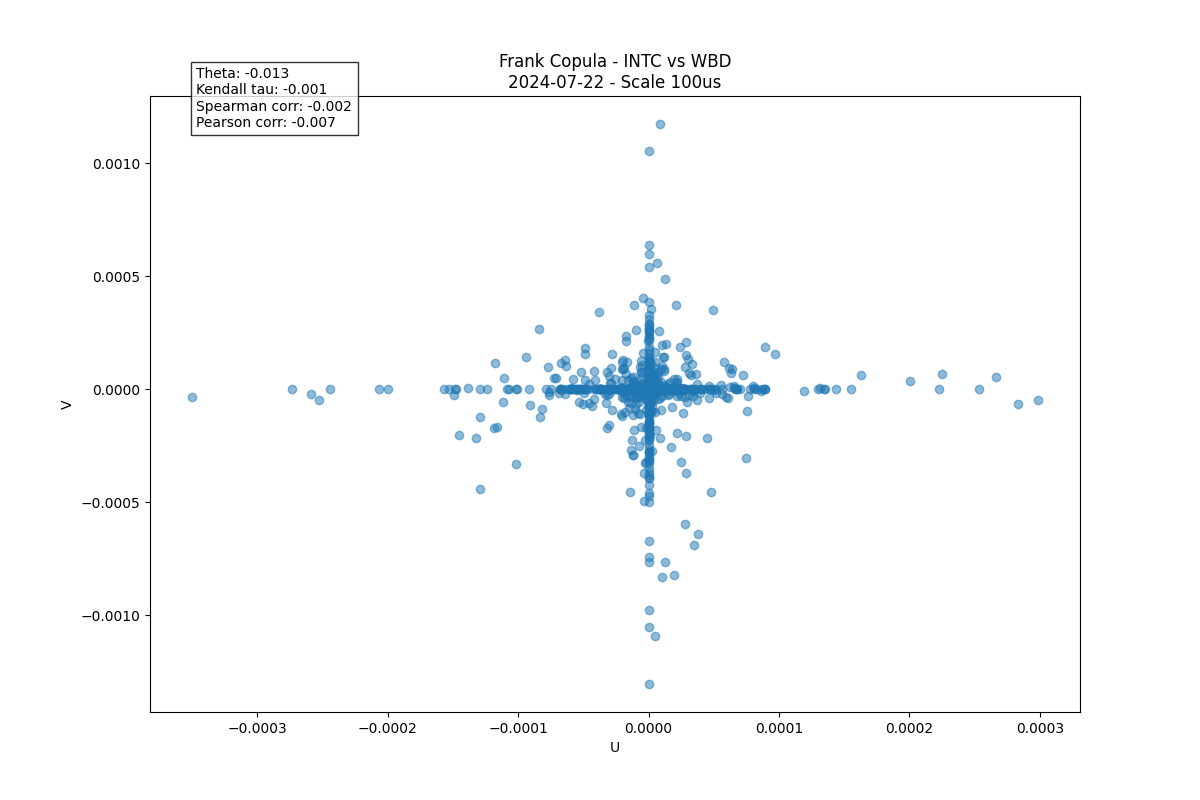 Frank Copula - INTC vs WBD
2024-07-22 - Scale 100us
Theta: -0.013
Kendall tau: -0.001
Spearman corr: -0.002
Pearson corr: -0.007
0.0010
0.0005
0.0000
−0.0005
−0.0010
V
−0.0003
−0.0002
−0.0001
0.0000
0.0001
0.0002
0.0003
U